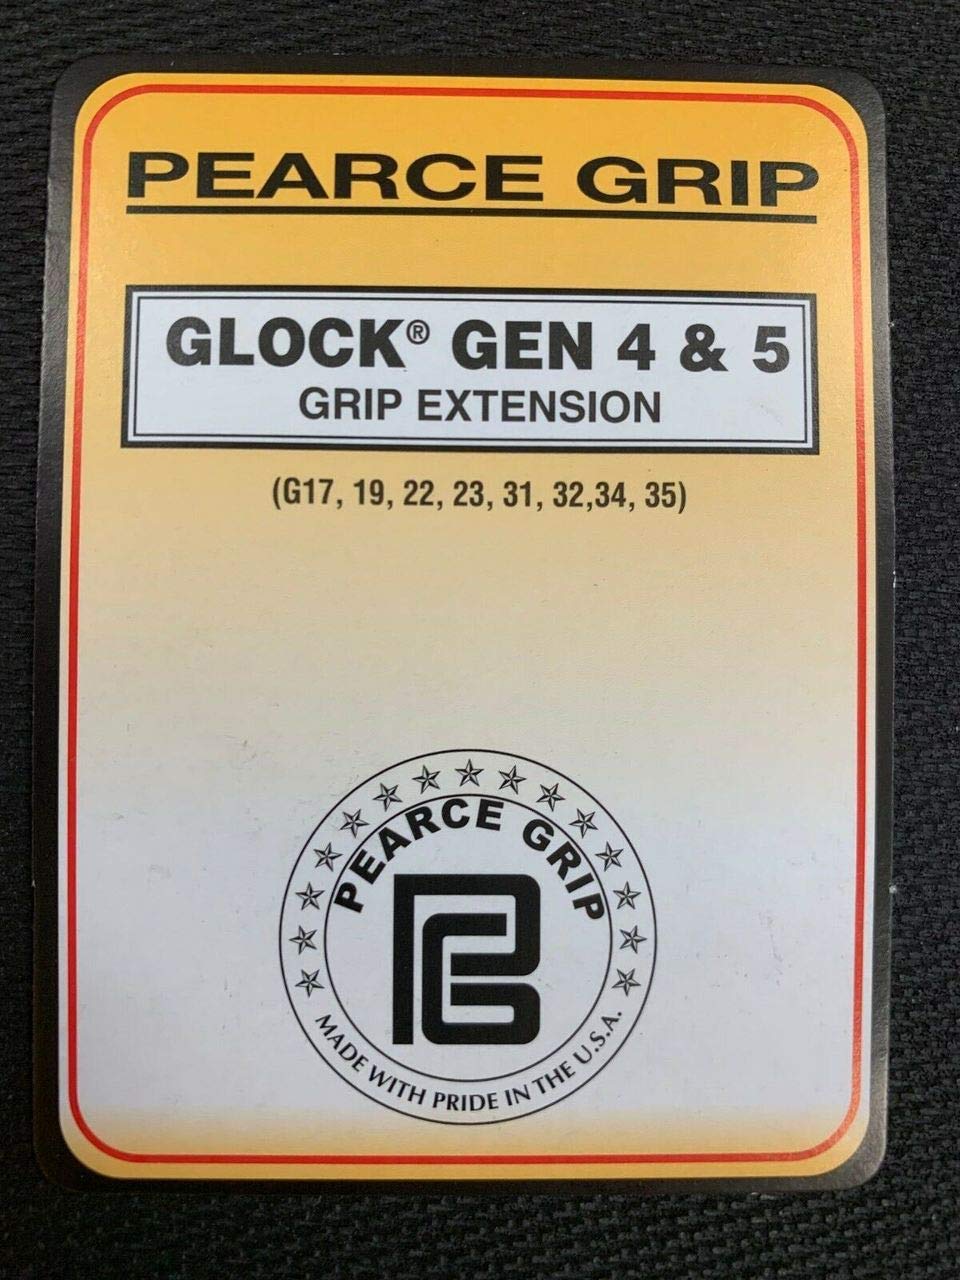 PEARCE GRIP
GLOCK® GEN 4 & 5
GRIP EXTENSION
(G17, 19, 22, 23, 31, 32,34, 35)
PEARCE GRIP
PG
MADE WITH PRIDE IN THE U.S.A.